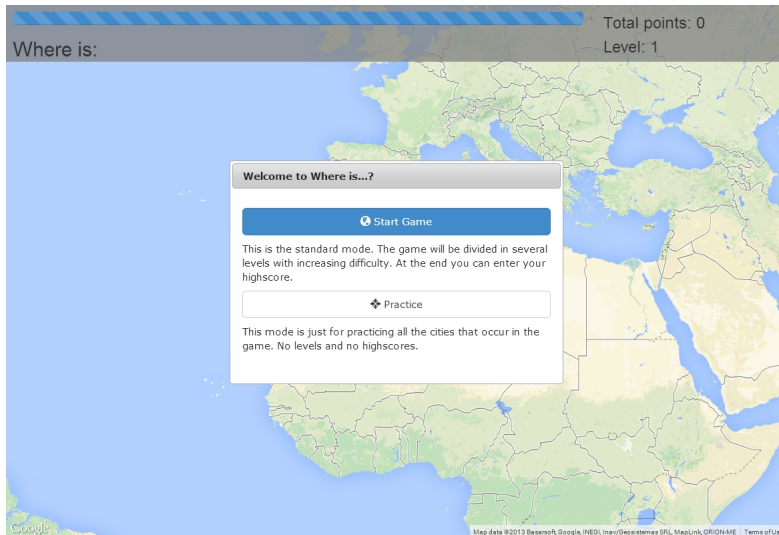 Total points: 0
Where is:
Level: 1
Welcome to Where is...?
Start Game
This is the standard mode. The game will be divided in several
levels with increasing difficulty. At the end you can enter your
highscore.
Practice
This mode is just for practicing all the cities that occur in the
game. No levels and no highscores.
Google
Map data ©2013 Basarsoft, Google, INEGI, Inav/Geosistemas SRL, MapLink, ORION-ME
Terms of Us